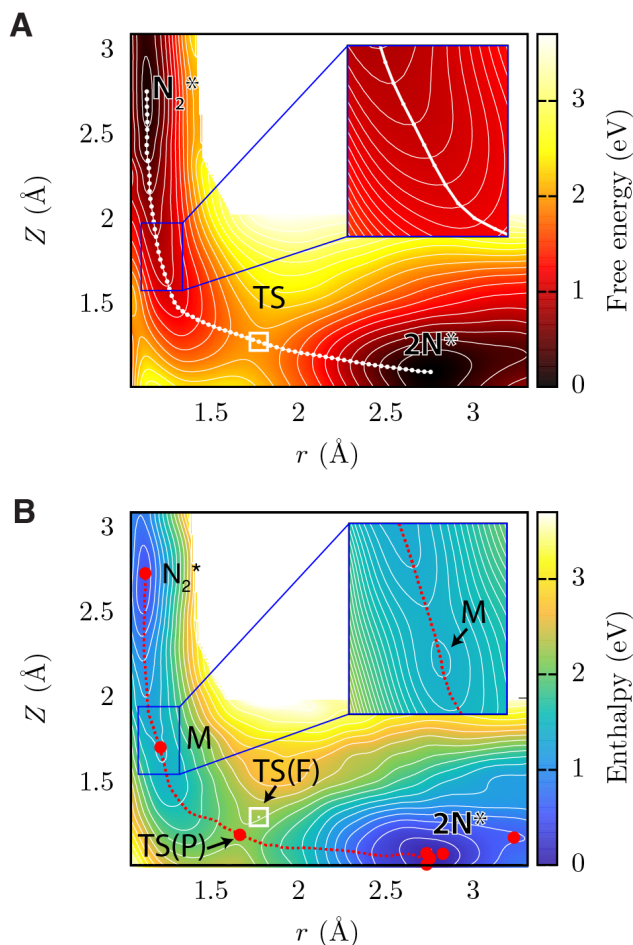 A
3
2.5
2
1.5
Z (Å)
N2*
TS
2N*
1.5
2
2.5
3
r (Å)
3
2
1
0
Free energy (eV)
B
3
2.5
2
1.5
Z (Å)
N2*
M
M
TS(F)
TS(P)
2N*
1.5
2
2.5
3
r (Å)
3
2
1
0
Enthalpy (eV)